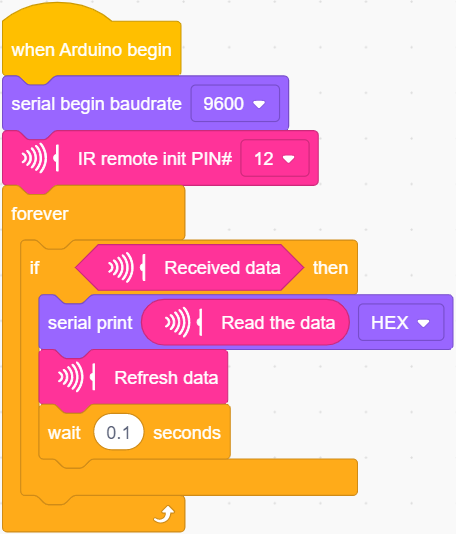 when Arduino begin
serial begin baudrate 9600
IR remote init PIN# 12
forever
if Received data then
serial print Read the data HEX
Refresh data
wait 0.1 seconds